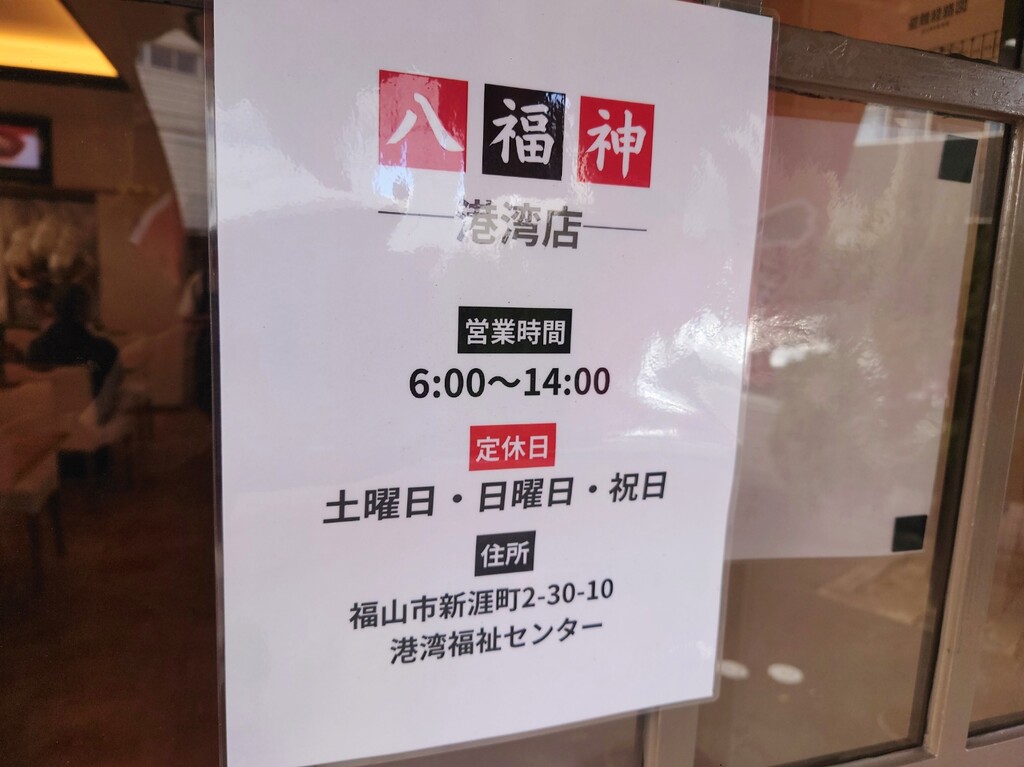 八福神
港湾店
営業時間
6:00〜14:00
定休日
土曜日・日曜日・祝日
住所
福山市新涯町2-30-10
港湾福祉センター